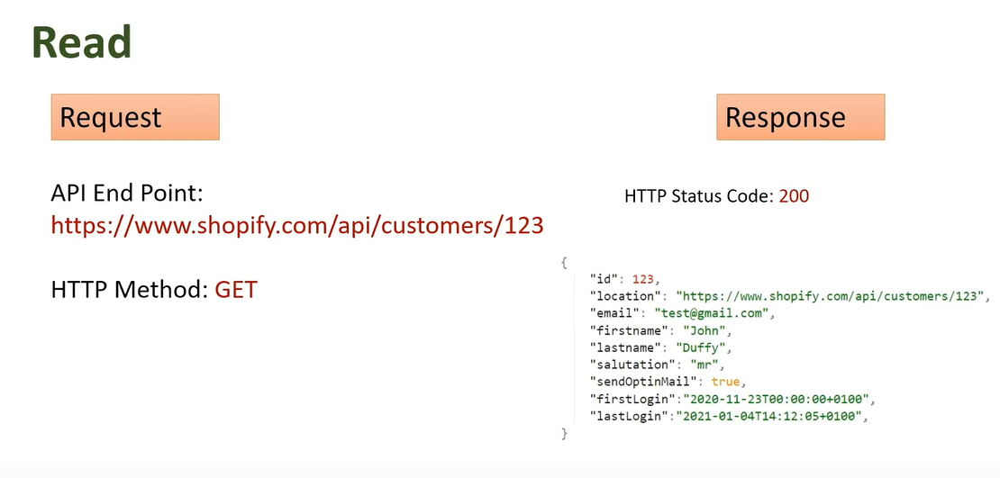 Read
Request
Response
API End Point:
https://www.shopify.com/api/customers/123
HTTP Method: GET
HTTP Status Code: 200
{
"id": 123,
"location": "https://www.shopify.com/api/customers/123",
"email": "test@gmail.com",
"firstname": "John",
"lastname": "Duffy",
"salutation": "mr",
"sendOptinMail": true,
"firstLogin":"2020-11-23T00:00:00+0100",
"lastLogin":"2021-01-04T14:12:05+0100",
}